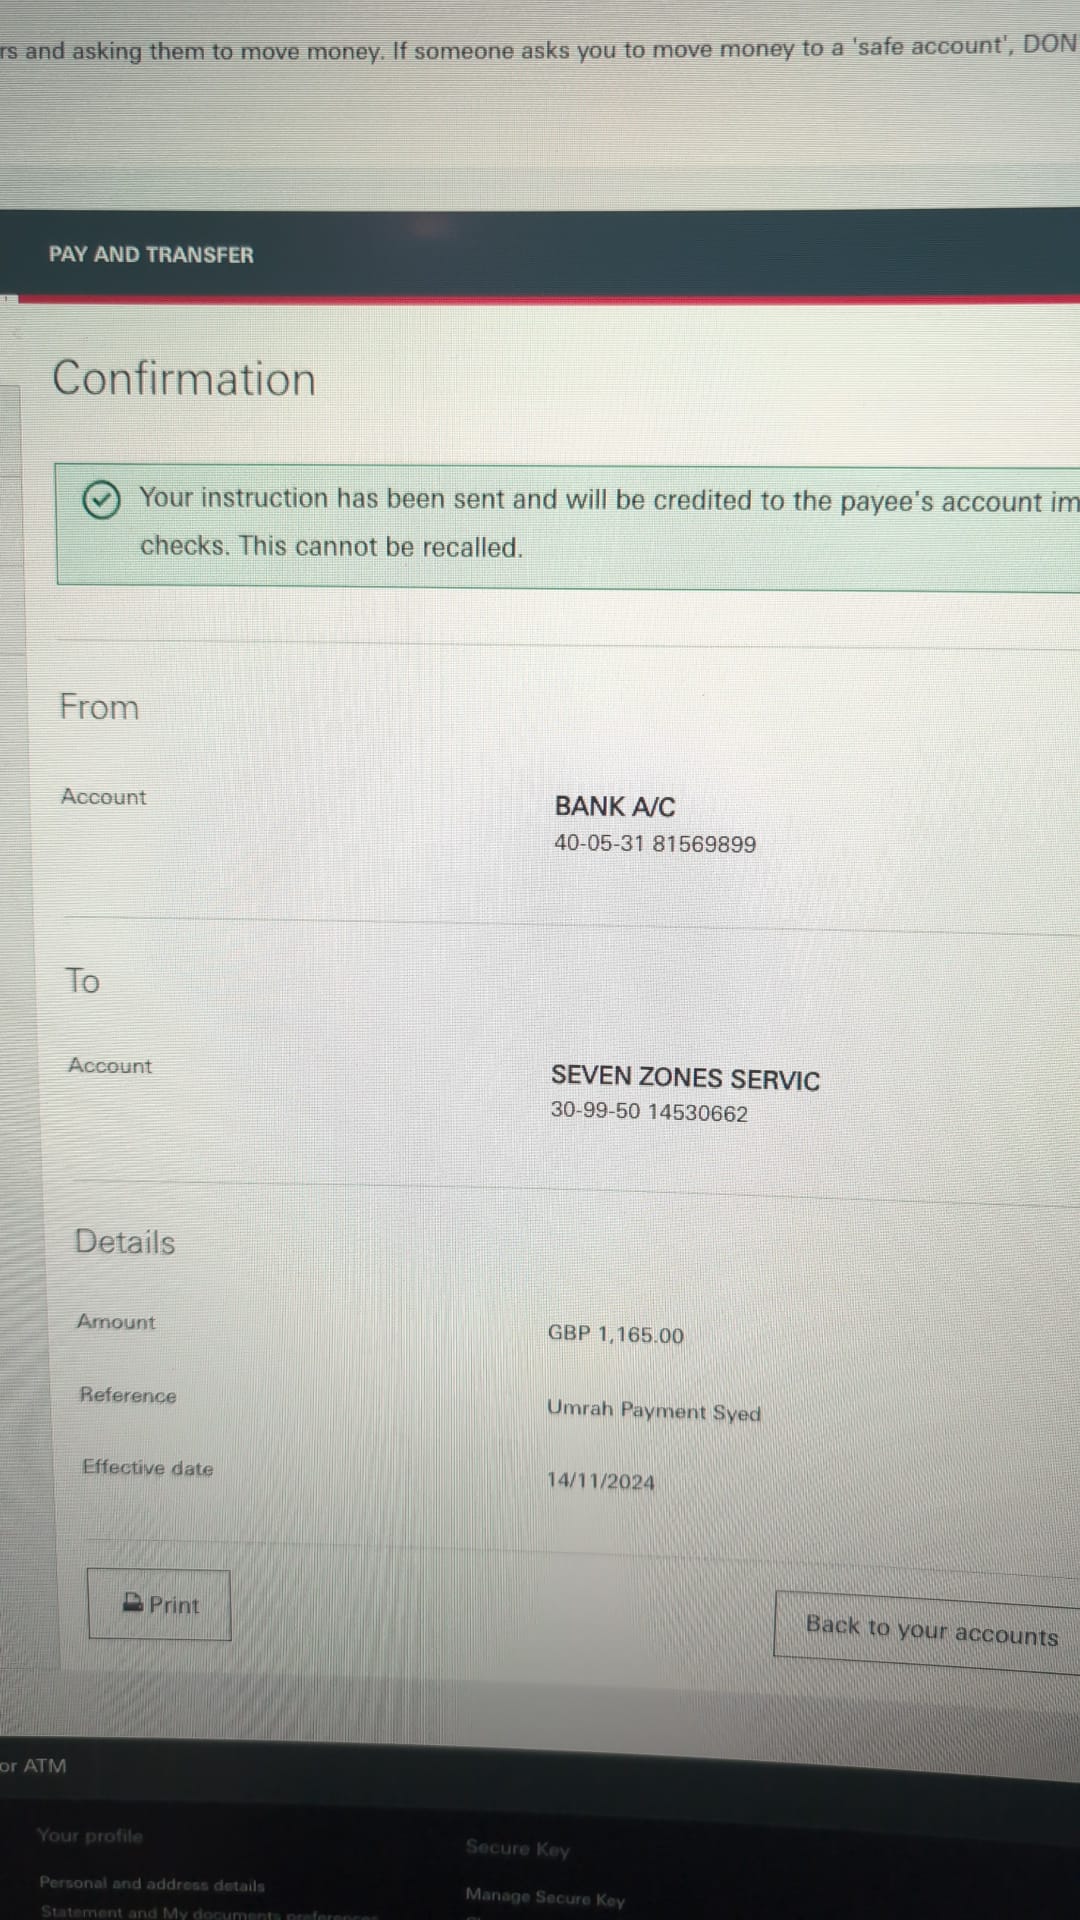 rs and asking them to move money. If someone asks you to move money to a 'safe account', DON
PAY AND TRANSFER
Confirmation
Your instruction has been sent and will be credited to the payee's account im
checks. This cannot be recalled.
From
Account
BANK A/C
40-05-31 81569899
To
Account
SEVEN ZONES SERVIC
30-99-50 14530662
Details
Amount
GBP 1,165.00
Reference
Umrah Payment Syed
Effective date
14/11/2024
Print
Back to your accounts
or ATM
Your profile
Secure Key
Personal and address details
Manage Secure Key
Statement and My documents preferences